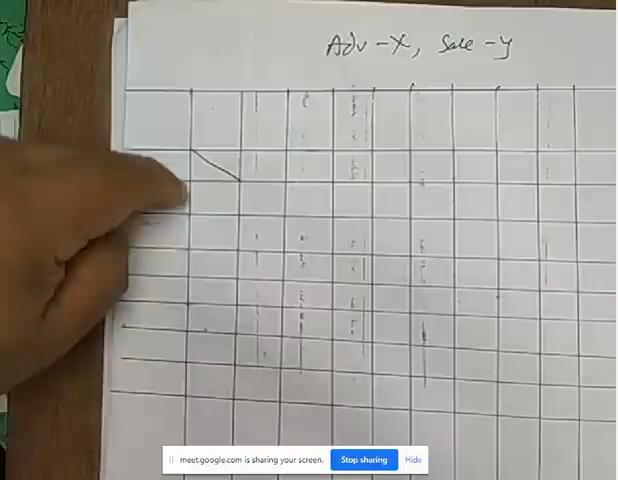 Adv - X, Sale - y
meet.google.com is sharing your screen. Stop sharing Hide